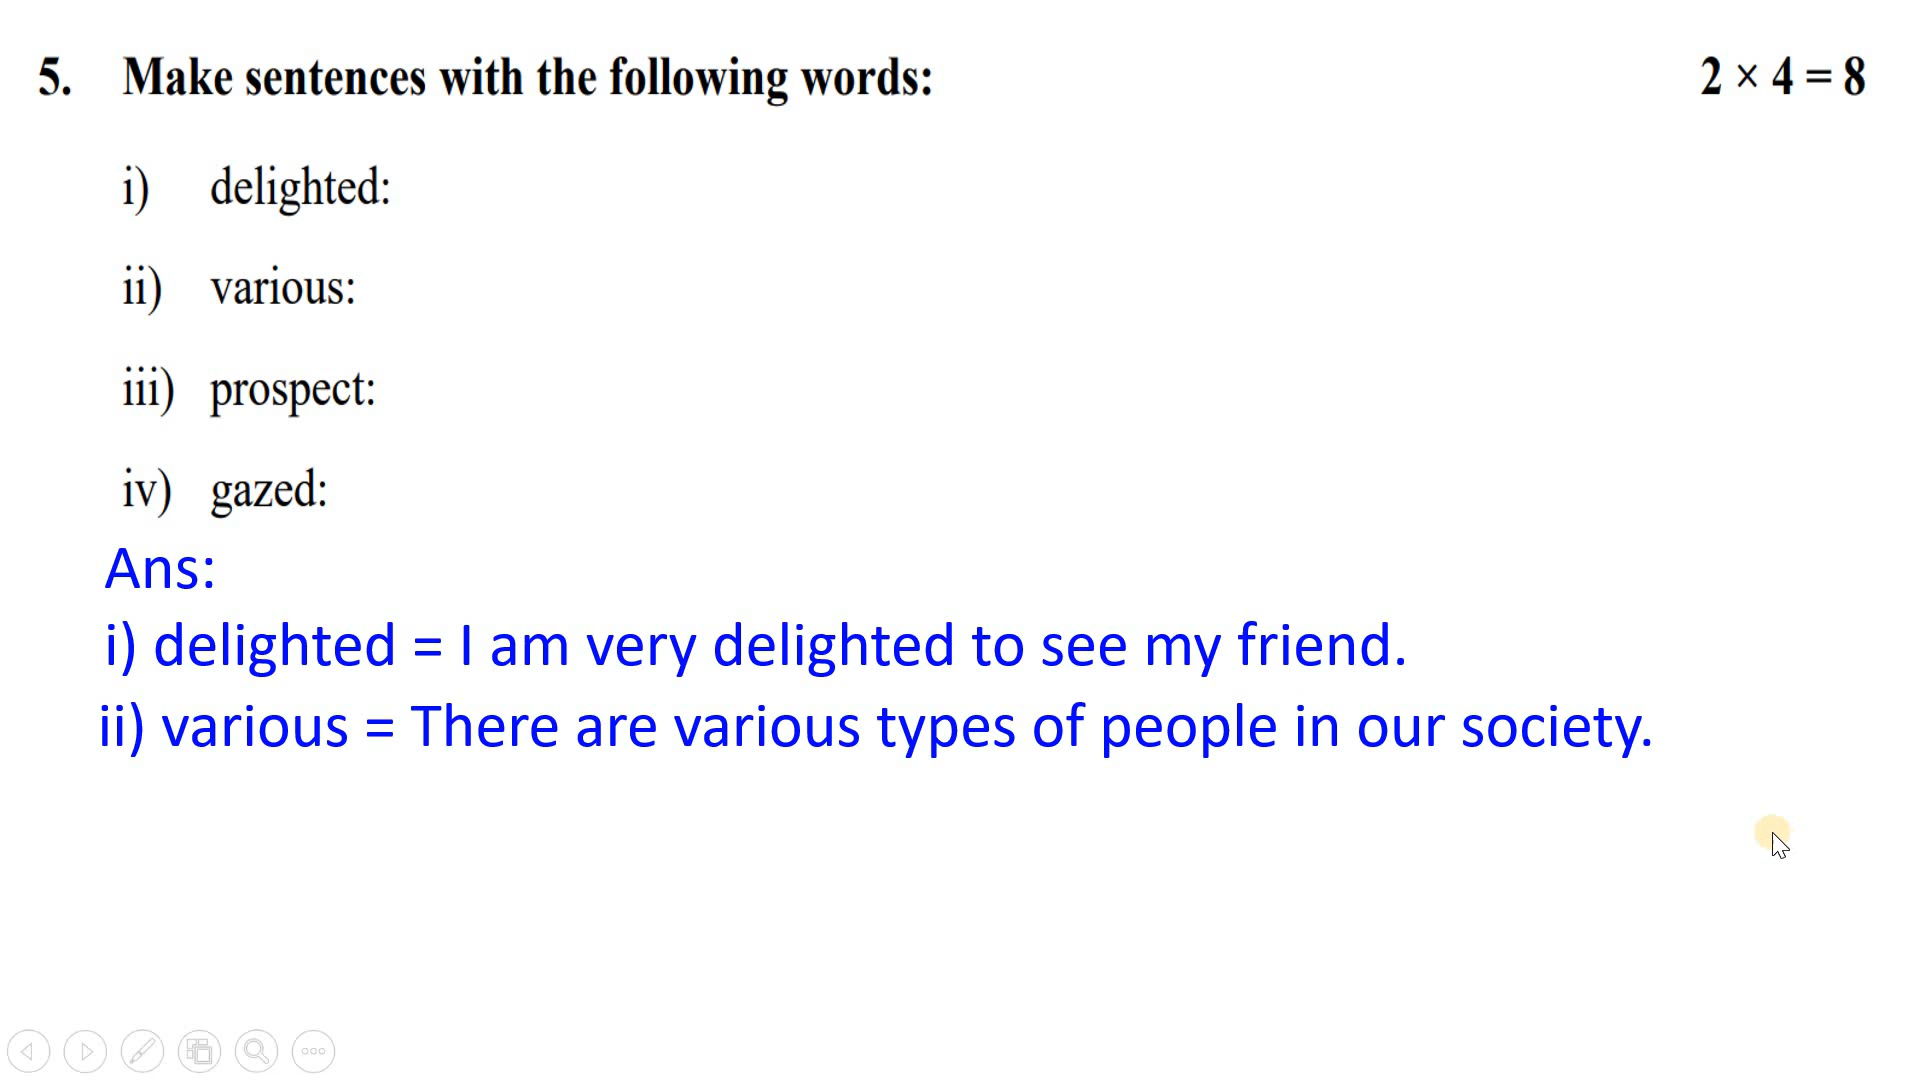 5. Make sentences with the following words: 2 × 4 = 8
i) delighted:
ii) various:
iii) prospect:
iv) gazed:
Ans:
i) delighted = I am very delighted to see my friend.
ii) various = There are various types of people in our society.